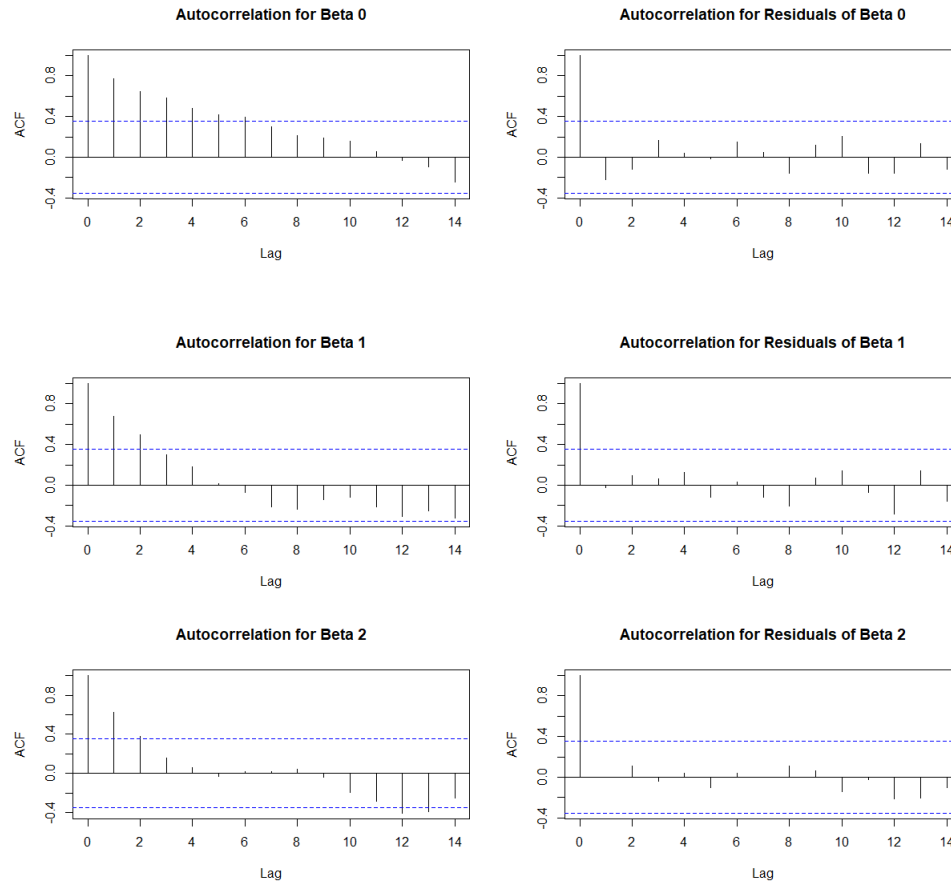 Autocorrelation for Beta 0
ACF
0.8
0.4
0.0
-0.4
0 2 4 6 8 10 12 14
Lag
Autocorrelation for Residuals of Beta 0
ACF
0.8
0.4
0.0
-0.4
0 2 4 6 8 10 12 14
Lag
Autocorrelation for Beta 1
ACF
0.8
0.4
0.0
-0.4
0 2 4 6 8 10 12 14
Lag
Autocorrelation for Residuals of Beta 1
ACF
0.8
0.4
0.0
-0.4
0 2 4 6 8 10 12 14
Lag
Autocorrelation for Beta 2
ACF
0.8
0.4
0.0
-0.4
0 2 4 6 8 10 12 14
Lag
Autocorrelation for Residuals of Beta 2
ACF
0.8
0.4
0.0
-0.4
0 2 4 6 8 10 12 14
Lag